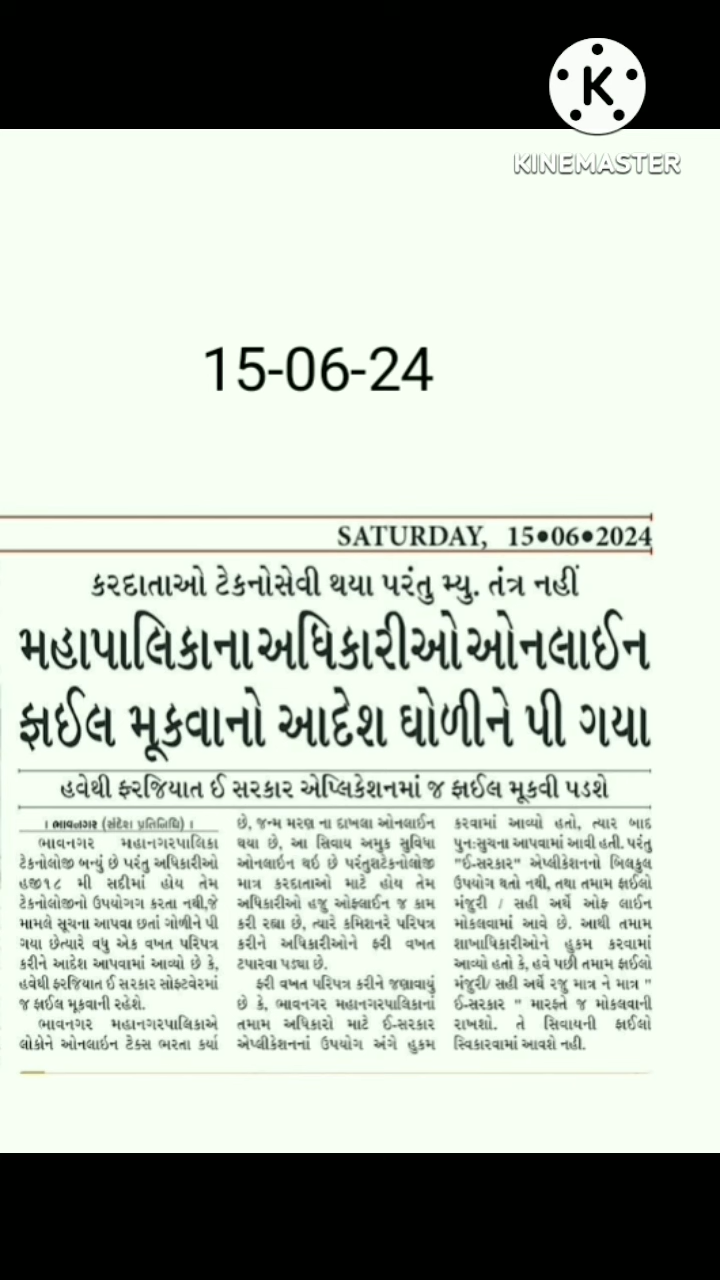 K
KINEMASTER
15-06-24
SATURDAY, 15•06•2024
કરદાતાઓ ટેકનોસેવી થયા પરંતુ મ્યુ. તંત્ર નહીં
મહાપાલિકાના અધિકારીઓ ઓનલાઈન
ફાઈલ મૂકવાનો આદેશ ઘોળીને પી ગયા
હવેથી ફરજિયાત ઈ સરકાર એપ્લિકેશનમાં જ ફાઈલ મૂકવી પડશે
। ભાવનગર (સંદેશ પ્રતિનિધિ) ।
ભાવનગર મહાનગરપાલિકા
ટેકનોલોજી બન્યું છે પરંતુ અધિકારીઓ
હજી૧૮ મી સદીમાં હોય તેમ
ટેકનોલોજીનો ઉપયોગગ કરતા નથી,જે
મામલે સૂચના આપવા છતાં ગોળીને પી
ગયા છેત્યારે વધુ એક વખત પરિપત્ર
કરીને આદેશ આપવામાં આવ્યો છે કે,
હવેથી ફરજિયાત ઈ સરકાર સોફ્ટવેરમાં
જ ફાઈલ મૂકવાની રહેશે.
ભાવનગર મહાનગરપાલિકાએ
લોકોને ઓનલાઇન ટેક્સ ભરતા કર્યા
છે, જન્મ મરણ ના દાખલા ઓનલાઈન
થયા છે, આ સિવાય અમુક સુવિધા
ઓનલાઇન થઇ છે પરંતુશટેકનોલોજી
માત્ર કરદાતાઓ માટે હોય તેમ
અધિકારીઓ હજુ ઓફ્લાઈન જ કામ
કરી રહ્યા છે, ત્યારે કમિશનરે પરિપત્ર
કરીને અધિકારીઓને ફરી વખત
ટપારવા પડ્યા છે.
ફરી વખત પરિપત્ર કરીને જણાવાયું
છે કે, ભાવનગર મહાનગરપાલિકાનાં
તમામ અધિકારો માટે ઈ-સરકાર
એપ્લીકેશનનાં ઉપયોગ અંગે હુકમ
કરવામાં આવ્યો હતો, ત્યાર બાદ
પુન:સુચના આપવામાં આવી હતી. પરંતુ
"ઈ-સરકાર" એપ્લીકેશનનો બિલકુલ
ઉપયોગ થતો નથી, તથા તમામ ફાઈલો
મંજુરી / સહી અર્થે ઓફ લાઈન
મોકલવામાં આવે છે. આથી તમામ
શાખાધિકારીઓને હુકમ કરવામાં
આવ્યો હતો કે, હવે પછી તમામ ફાઈલો
મંજુરી/ સહી અર્થે રજુ માત્ર ને માત્ર "
ઈ-સરકાર " મારફતે જ મોકલવાની
રાખશો. તે સિવાયની ફાઈલો
સ્વિકારવામાં આવશે નહી.